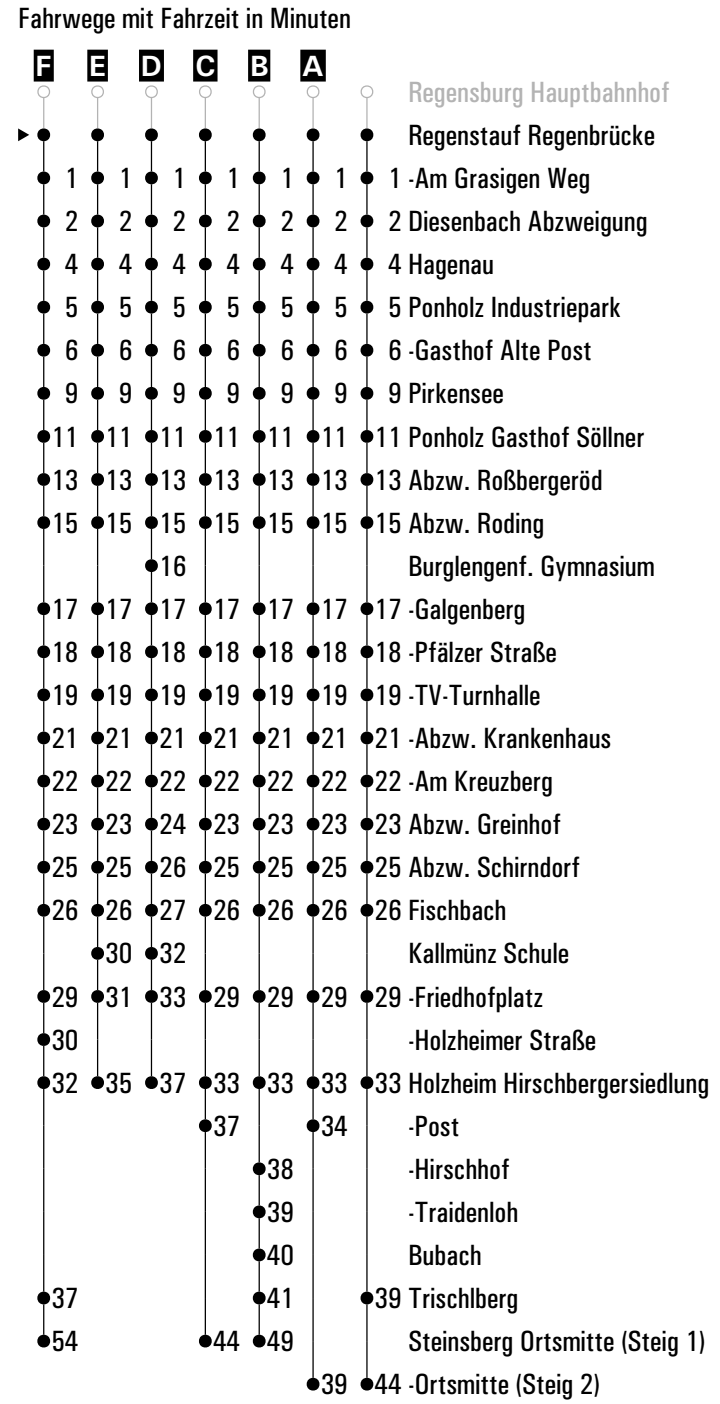 Fahrwege mit Fahrzeit in Minuten
F E D C B A
Regensburg Hauptbahnhof
Regenstauf Regenbrücke
1 1 1 1 1 1 1 -Am Grasigen Weg
2 2 2 2 2 2 2 Diesenbach Abzweigung
4 4 4 4 4 4 4 Hagenau
5 5 5 5 5 5 5 Ponholz Industriepark
6 6 6 6 6 6 6 -Gasthof Alte Post
9 9 9 9 9 9 9 Pirkensee
11 11 11 11 11 11 11 Ponholz Gasthof Söllner
13 13 13 13 13 13 13 Abzw. Roßbergeröd
15 15 15 15 15 15 15 Abzw. Roding
16 Burglengenf. Gymnasium
17 17 17 17 17 17 17 -Galgenberg
18 18 18 18 18 18 18 -Pfälzer Straße
19 19 19 19 19 19 19 -TV-Turnhalle
21 21 21 21 21 21 21 -Abzw. Krankenhaus
22 22 22 22 22 22 22 -Am Kreuzberg
23 23 24 23 23 23 23 Abzw. Greinhof
25 25 26 25 25 25 25 Abzw. Schirndorf
26 26 27 26 26 26 26 Fischbach
30 32 Kallmünz Schule
29 31 33 29 29 29 29 -Friedhofplatz
30 -Holzheimer Straße
32 35 37 33 33 33 33 Holzheim Hirschbergersiedlung
37 34 -Post
38 -Hirschhof
39 -Traidenloh
40 Bubach
37 41 39 Trischlberg
54 44 49 Steinsberg Ortsmitte (Steig 1)
39 44 -Ortsmitte (Steig 2)